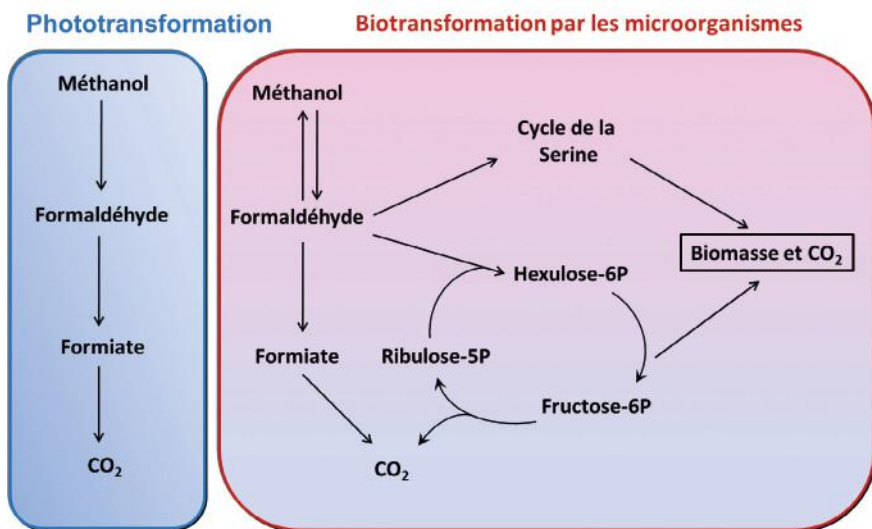 Phototransformation
Biotransformation par les microorganismes
Méthanol
Formaldéhyde
Formiate
CO₂
Méthanol
Cycle de la
Serine
Formaldéhyde
Biomasse et CO₂
Hexulose-6P
Formiate
Ribulose-5P
Fructose-6P
CO₂